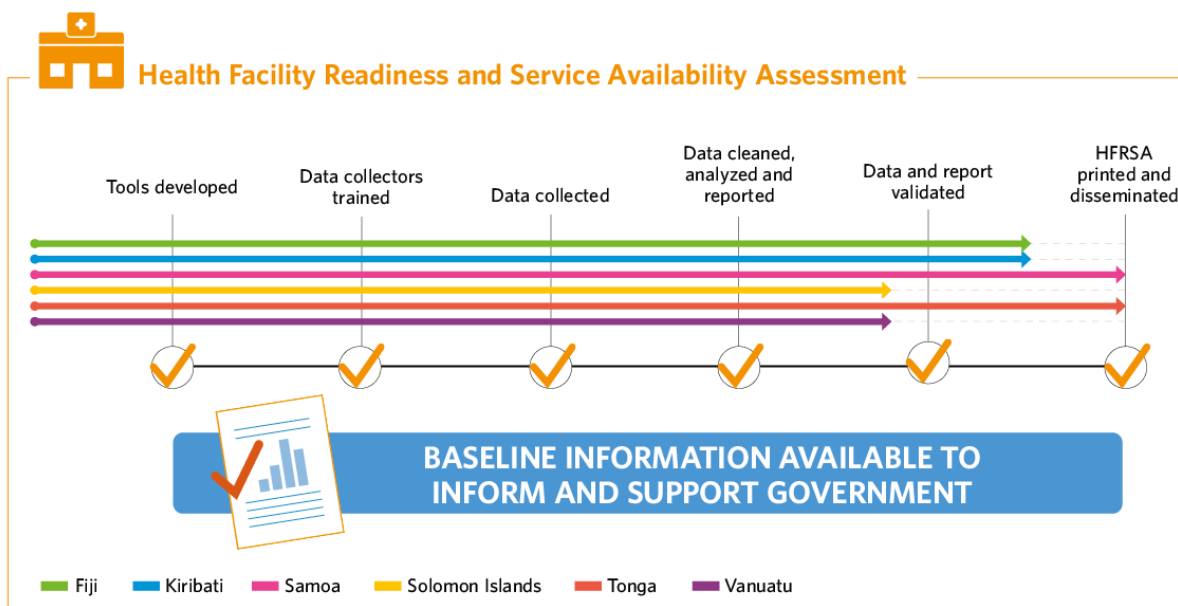 Health Facility Readiness and Service Availability Assessment
Tools developed
Data collectors
trained
Data collected
Data cleaned,
analyzed and
reported
Data and report
validated
HFRSA
printed and
disseminated
BASELINE INFORMATION AVAILABLE TO
INFORM AND SUPPORT GOVERNMENT
Fiji
Kiribati
Samoa
Solomon Islands
Tonga
Vanuatu